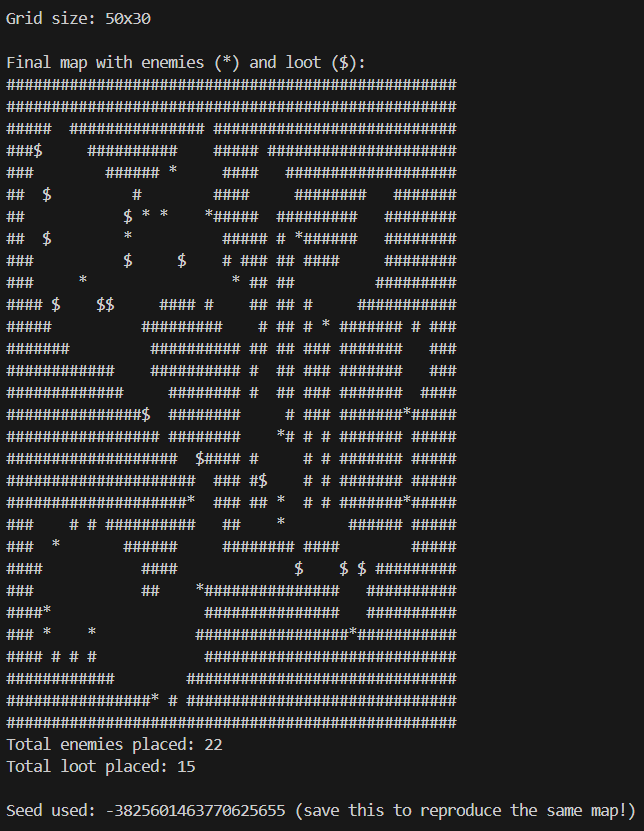 Grid size: 50x30

Final map with enemies (*) and loot ($):
##################################################
##################################################
#####  ############### ###########################
###$     ##########    ##### #####################
###        ###### *     ####   ###################
##  $         #        ####     ########   #######
##           $ * *    *#####  #########   ########
##  $        *          ##### # *######   ########
###          $     $    # ### ## ####     ########
###     *                * ## ##         #########
#### $    $$     #### #    ## ## #     ###########
#####          #########    # ## # * ####### # ###
#######         ########## ## ## ### #######   ###
############    ########## #  ## ### #######   ###
#############     ######## #  ## ### #######  ####
###############$  ########     # ### #######*#####
################# ########    *# # # ####### #####
###################  $#### #     # # ####### #####
#####################  ### #$    # # ####### #####
####################*  ### ## *  # # #######*#####
###    # # ##########   ##    *       ###### #####
###  *       ######     ######## ####        #####
####           ####             $    $ $ #########
###            ##    *###############   ##########
####*                 ###############   ##########
### *    *           #################*###########
#### # # #            ############################
############        ##############################
################* # ##############################
##################################################
Total enemies placed: 22
Total loot placed: 15

Seed used: -3825601463770625655 (save this to reproduce the same map!)